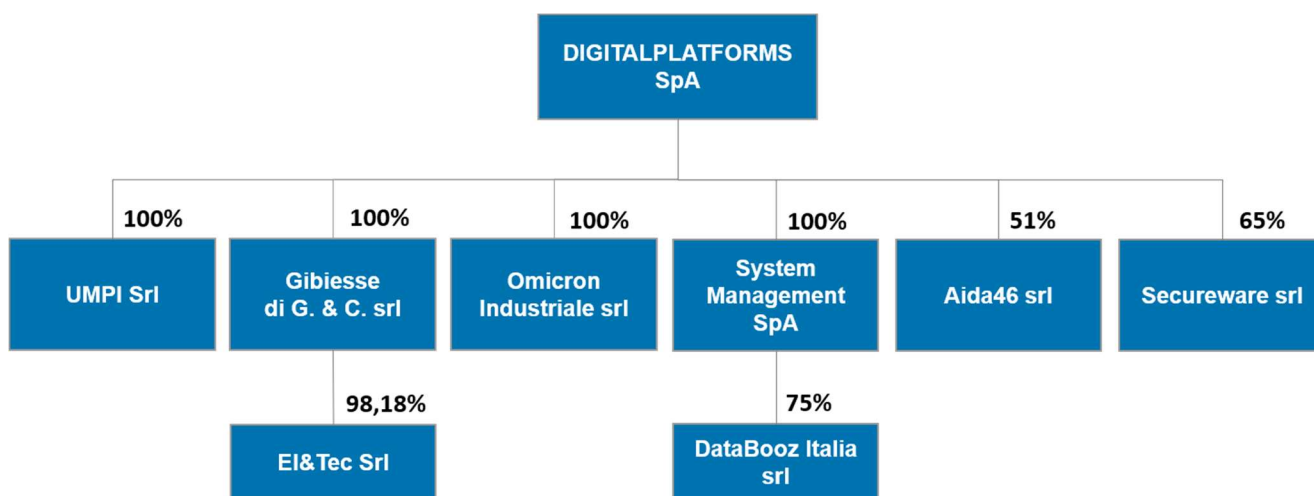 DIGITALPLATFORMS
SpA
100%
100%
100%
100%
51%
65%
UMPI Srl
Gibiesse
di G. & C. srl
Omicron
Industriale srl
System
Management
SpA
Aida46 srl
Secureware srl
98,18%
75%
EI&Tec Srl
DataBooz Italia
srl